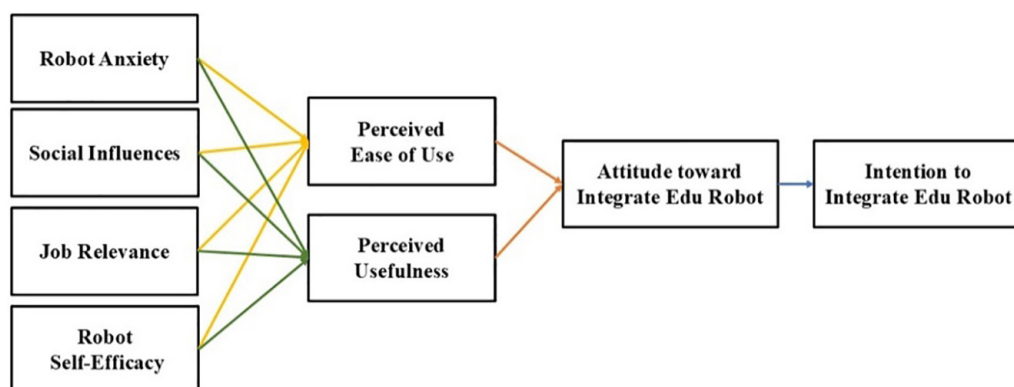 Robot Anxiety
Social Influences
Job Relevance
Robot
Self-Efficacy
Perceived
Ease of Use
Perceived
Usefulness
Attitude toward
Integrate Edu Robot
Intention to
Integrate Edu Robot